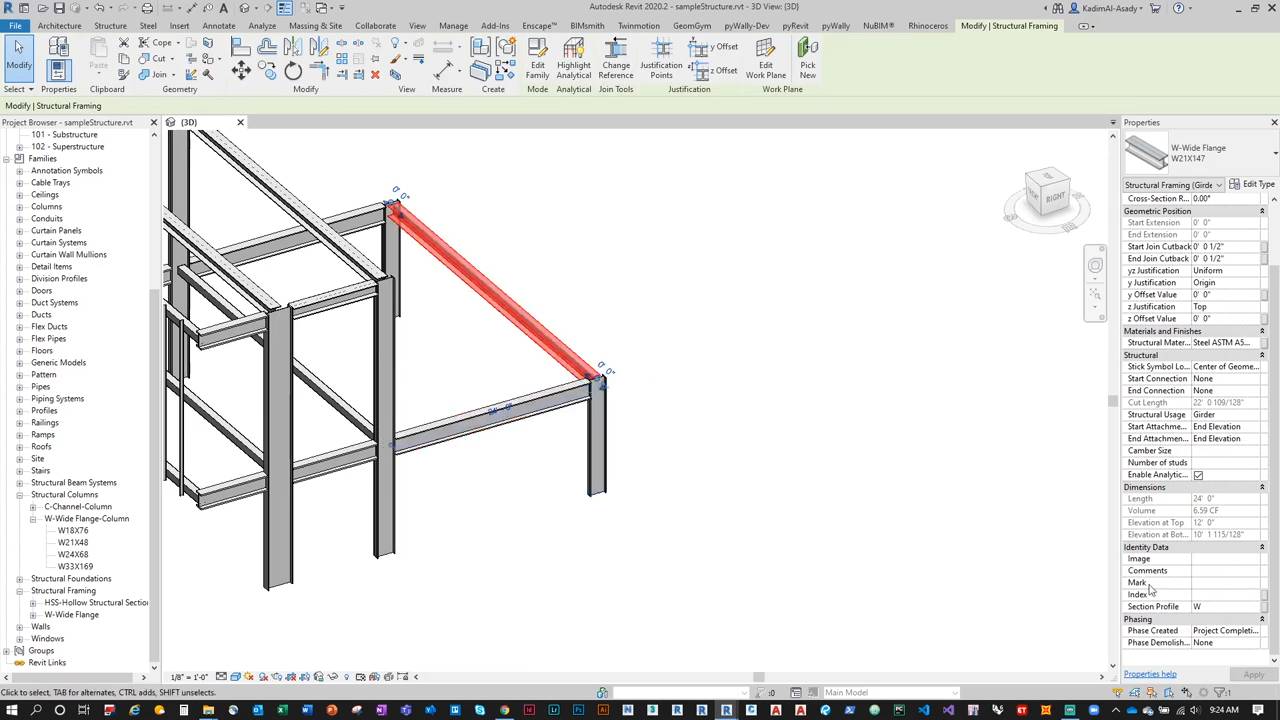 Autodesk Revit 2020.2 - sampleStructure.rvt - 3D View: {3D}
KadimAl-Asady
File Architecture Structure Steel Precast Systems Insert Annotate Analyze Massing & Site Collaborate View Manage Add-Ins Enscape™ BIMsmith Twinmotion GeomGym pyWally-Dev pyRevit pyWally NuBIM™ Rhinoceros Modify | Structural Framing
Modify
Properties
Paste
Cope
Cut
Join
Edit
Family
Highlight
Analytical
Change
Reference
Justification
Points
y Offset
z Offset
Edit
Work Plane
Pick
New
Select Properties Clipboard Geometry Modify View Measure Create Mode Analytical Join Tools Justification Work Plane
Modify | Structural Framing
Project Browser - sampleStructure.rvt
101 - Substructure
102 - Superstructure
Families
Annotation Symbols
Cable Trays
Ceilings
Columns
Conduits
Curtain Panels
Curtain Systems
Curtain Wall Mullions
Detail Items
Division Profiles
Doors
Duct Systems
Ducts
Flex Ducts
Flex Pipes
Floors
Generic Models
Pattern
Pipes
Piping Systems
Profiles
Railings
Ramps
Roofs
Site
Stairs
Structural Beam Systems
Structural Columns
C-Channel-Column
W-Wide Flange-Column
W18X76
W21X48
W24X68
W33X169
Structural Foundations
Structural Framing
HSS-Hollow Structural Section
W-Wide Flange
Walls
Windows
Groups
Revit Links
{3D}
0' 0"
0' 0"
RIGHT
1/8" = 1'-0"
Properties
W-Wide Flange
W21X147
Structural Framing (Girde
Edit Type
Cross-Section R... 0.00°
Geometric Position
Start Extension 0' 0"
End Extension 0' 0"
Start Join Cutback 0' 0 1/2"
End Join Cutback 0' 0 1/2"
yz Justification Uniform
y Justification Origin
y Offset Value 0' 0"
z Justification Top
z Offset Value 0' 0"
Materials and Finishes
Structural Mater... Steel ASTM A5...
Structural
Stick Symbol Lo... Center of Geome...
Start Connection None
End Connection None
Cut Length 22' 0 109/128"
Structural Usage Girder
Start Attachme... End Elevation
End Attachmen... End Elevation
Camber Size
Number of studs
Enable Analytic...
Dimensions
Length 24' 0"
Volume 6.59 CF
Elevation at Top 12' 0"
Elevation at Bot... 10' 1 115/128"
Identity Data
Image
Comments
Mark
Index
Section Profile W
Phasing
Phase Created Project Completi...
Phase Demolish... None
Properties help
Apply
Click to select, TAB for alternates, CTRL adds, SHIFT unselects.
:0
Main Model
:1
9:24 AM